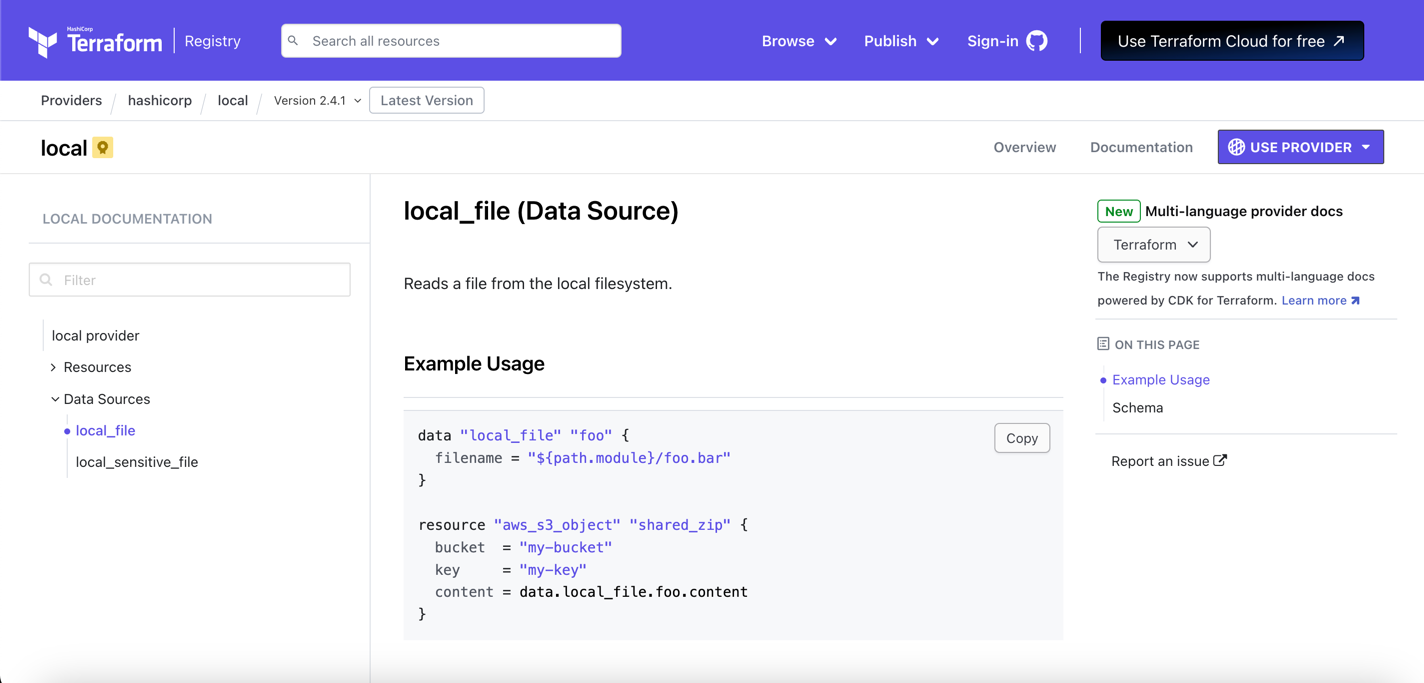 HashiCorp
Terraform
Registry
Search all resources
Browse
Publish
Sign-in
Use Terraform Cloud for free
Providers / hashicorp / local / Version 2.4.1
Latest Version
local
Overview
Documentation
USE PROVIDER
LOCAL DOCUMENTATION
Filter
local provider
Resources
Data Sources
local_file
local_sensitive_file
local_file (Data Source)
Reads a file from the local filesystem.
Example Usage
data "local_file" "foo" {
  filename = "${path.module}/foo.bar"
}
resource "aws_s3_object" "shared_zip" {
  bucket  = "my-bucket"
  key     = "my-key"
  content = data.local_file.foo.content
}
Copy
New Multi-language provider docs
Terraform
The Registry now supports multi-language docs
powered by CDK for Terraform. Learn more
ON THIS PAGE
Example Usage
Schema
Report an issue